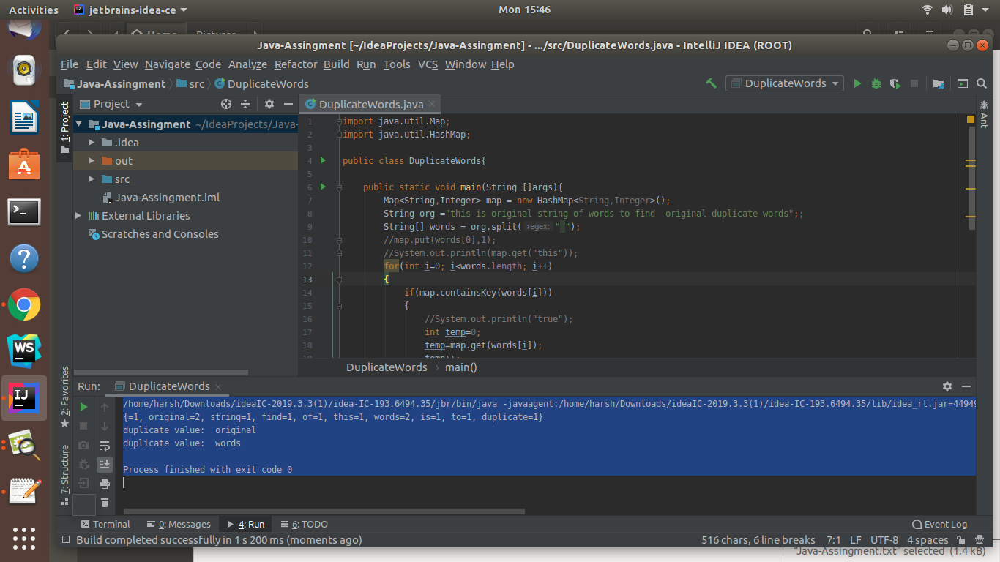 Activities jetbrains-idea-ce Mon 15:46
Home Pictures
Java-Assingment [~/IdeaProjects/Java-Assingment] - .../src/DuplicateWords.java - IntelliJ IDEA (ROOT)
File Edit View Navigate Code Analyze Refactor Build Run Tools VCS Window Help
Java-Assingment src DuplicateWords DuplicateWords
1: Project
Project
Java-Assingment ~/IdeaProjects/Java-
.idea
out
src
Java-Assingment.iml
External Libraries
Scratches and Consoles
DuplicateWords.java
Ant
1 import java.util.Map;
2 import java.util.HashMap;
3
4 public class DuplicateWords{
5
6 public static void main(String []args){
7 Map<String,Integer> map = new HashMap<String,Integer>();
8 String org ="this is original string of words to find  original duplicate words";;
9 String[] words = org.split( regex: " ");
10 //map.put(words[0],1);
11 //System.out.println(map.get("this"));
12 for(int i=0; i<words.length; i++)
13 {
14 if(map.containsKey(words[i]))
15 {
16 //System.out.println("true");
17 int temp=0;
18 temp=map.get(words[i]);
19 temp++;
DuplicateWords › main()
2: Favorites
7: Structure
Run: DuplicateWords
/home/harsh/Downloads/ideaIC-2019.3.3(1)/idea-IC-193.6494.35/jbr/bin/java -javaagent:/home/harsh/Downloads/ideaIC-2019.3.3(1)/idea-IC-193.6494.35/lib/idea_rt.jar=44949
{=1, original=2, string=1, find=1, of=1, this=1, words=2, is=1, to=1, duplicate=1}
duplicate value:  original
duplicate value:  words
Process finished with exit code 0
Terminal 0: Messages 4: Run 6: TODO Event Log
Build completed successfully in 1 s 200 ms (moments ago) 516 chars, 6 line breaks 7:1 LF UTF-8 4 spaces
"Java-Assingment.txt" selected (1.4 kB)
WS
IJ